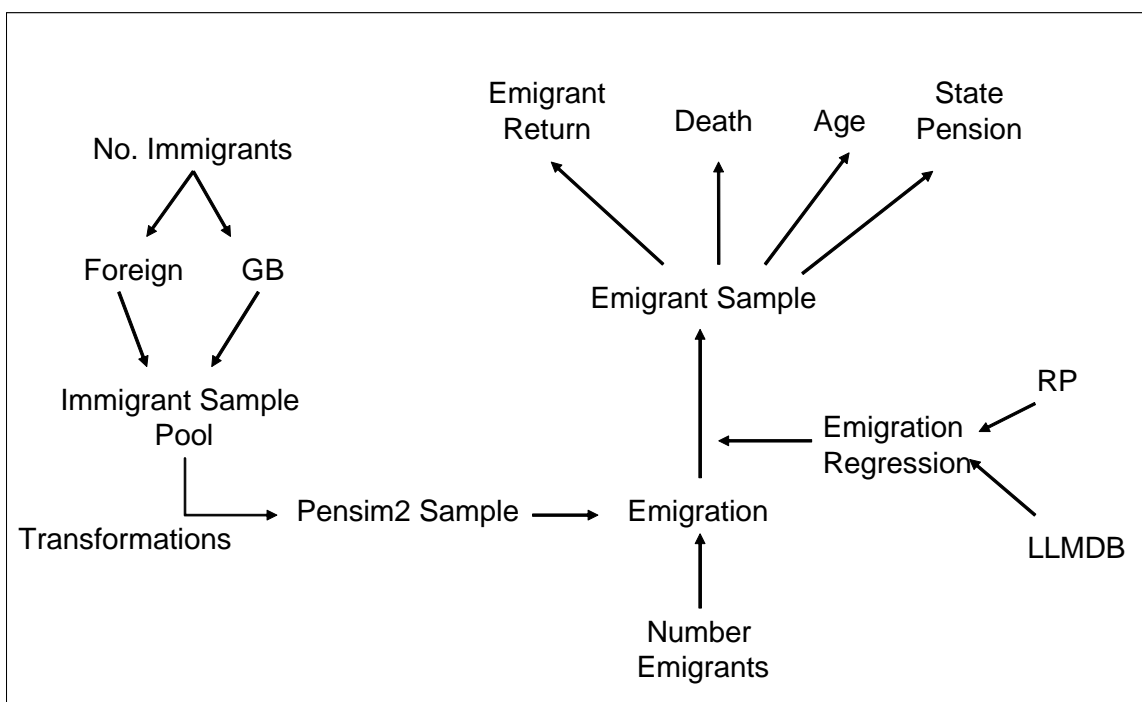 Emigrant
Return
Death
Age
State
Pension
No. Immigrants
Foreign
GB
Emigrant Sample
Immigrant Sample
Pool
RP
Emigration
Regression
Transformations
Pensim2 Sample
Emigration
LLMDB
Number
Emigrants